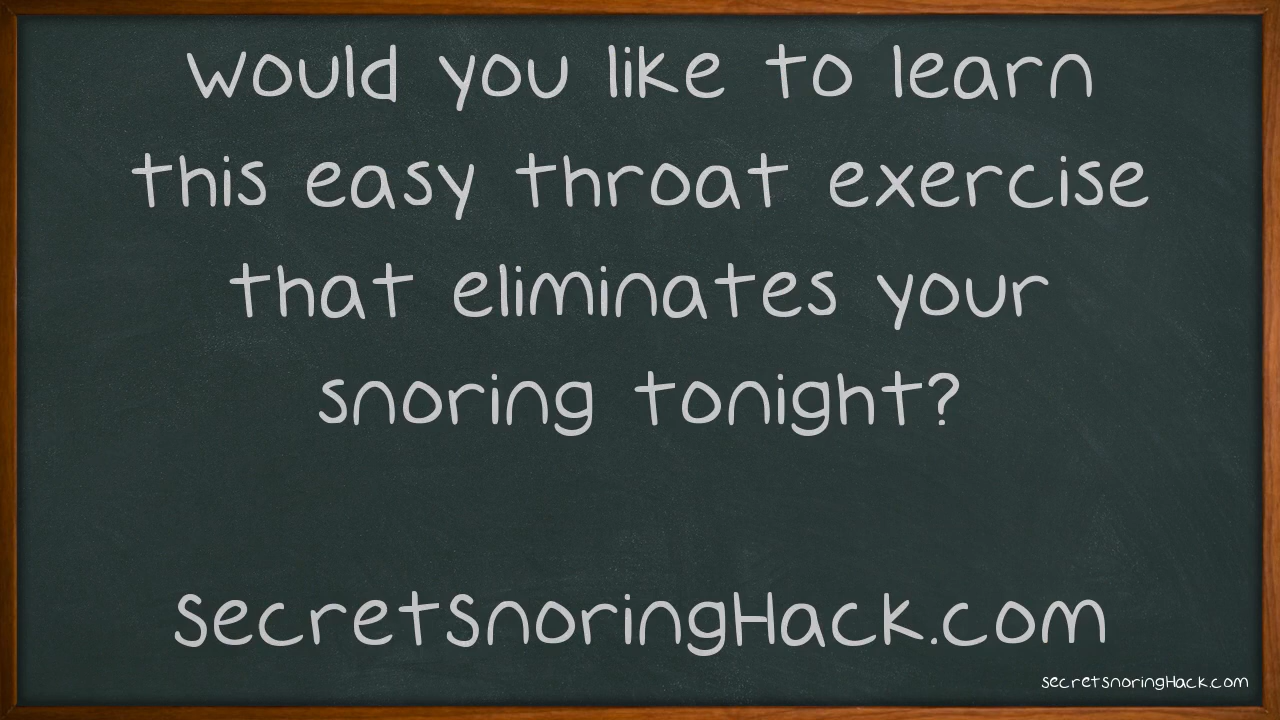 Would you like to learn
this easy throat exercise
that eliminates your
snoring tonight?
SecretSnoringHack.com
SecretSnoringHack.com